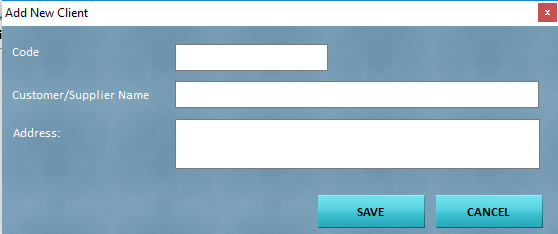 Add New Client
x
Code
Customer/Supplier Name
Address:
SAVE
CANCEL